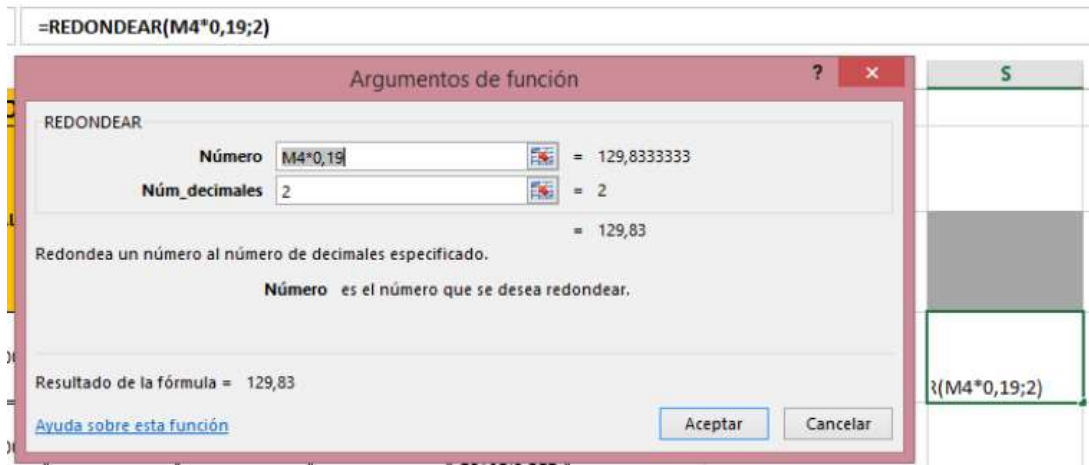 =REDONDEAR(M4*0,19;2)
Argumentos de función ? ×
S
REDONDEAR
Número M4*0,19 = 129,8333333
Núm_decimales 2 = 2
= 129,83
Redondea un número al número de decimales especificado.
Número es el número que se desea redondear.
Resultado de la fórmula = 129,83
R(M4*0,19;2)
Ayuda sobre esta función Aceptar Cancelar